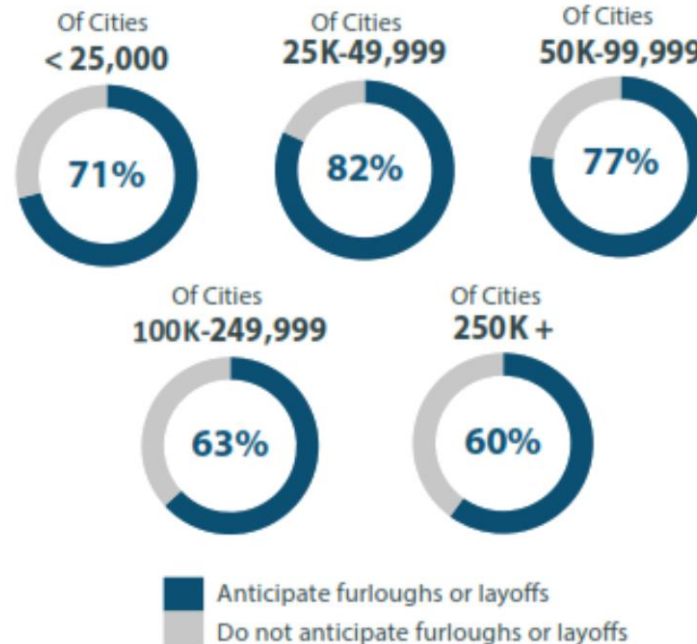 Of Cities
< 25,000
71%
Of Cities
25K-49,999
82%
Of Cities
50K-99,999
77%
Of Cities
100K-249,999
63%
Of Cities
250K +
60%
Anticipate furloughs or layoffs
Do not anticipate furloughs or layoffs